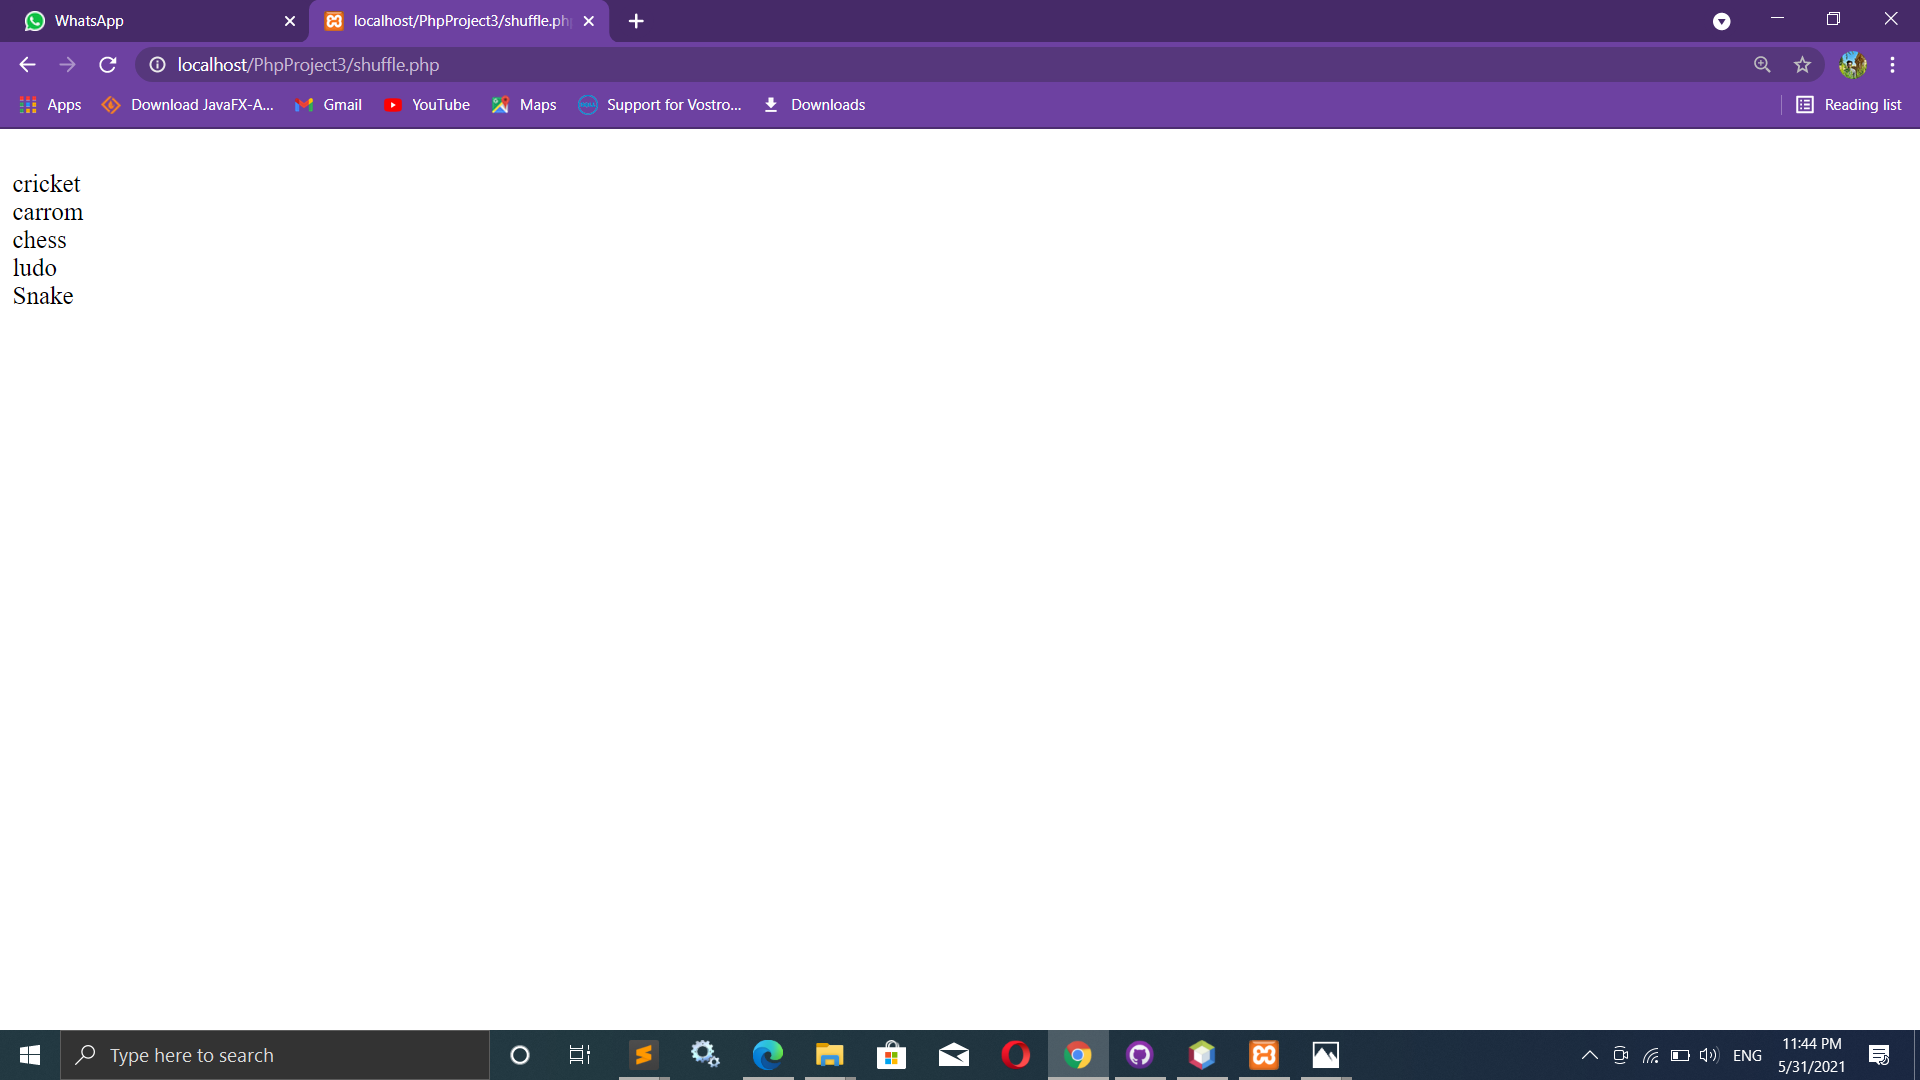 WhatsApp
localhost/PhpProject3/shuffle.ph
localhost/PhpProject3/shuffle.php
Apps
Download JavaFX-A...
Gmail
YouTube
Maps
Support for Vostro...
Downloads
Reading list
cricket
carrom
chess
ludo
Snake
Type here to search
ENG
11:44 PM
5/31/2021